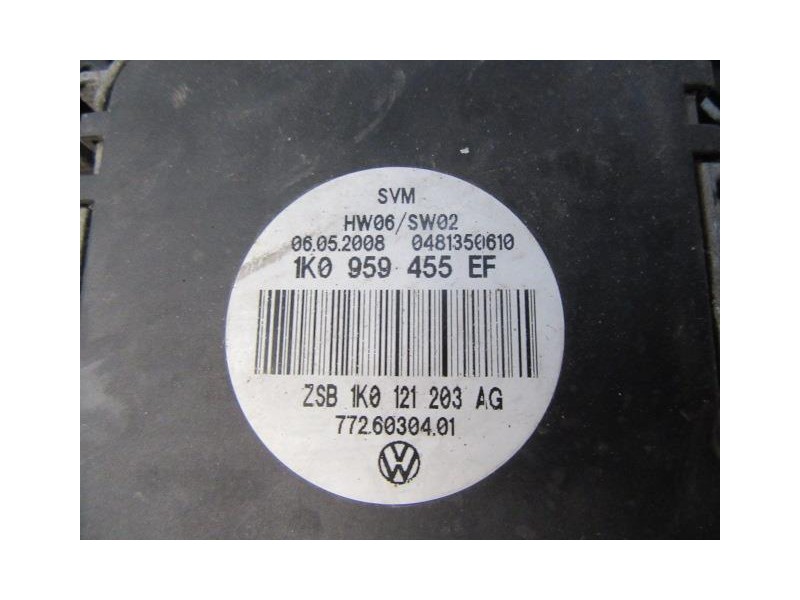 SVM
HW06/SW02
06.05.2008 0481350610
1K0 959 455 EF
ZSB 1K0 121 203 AG
772.60304.01